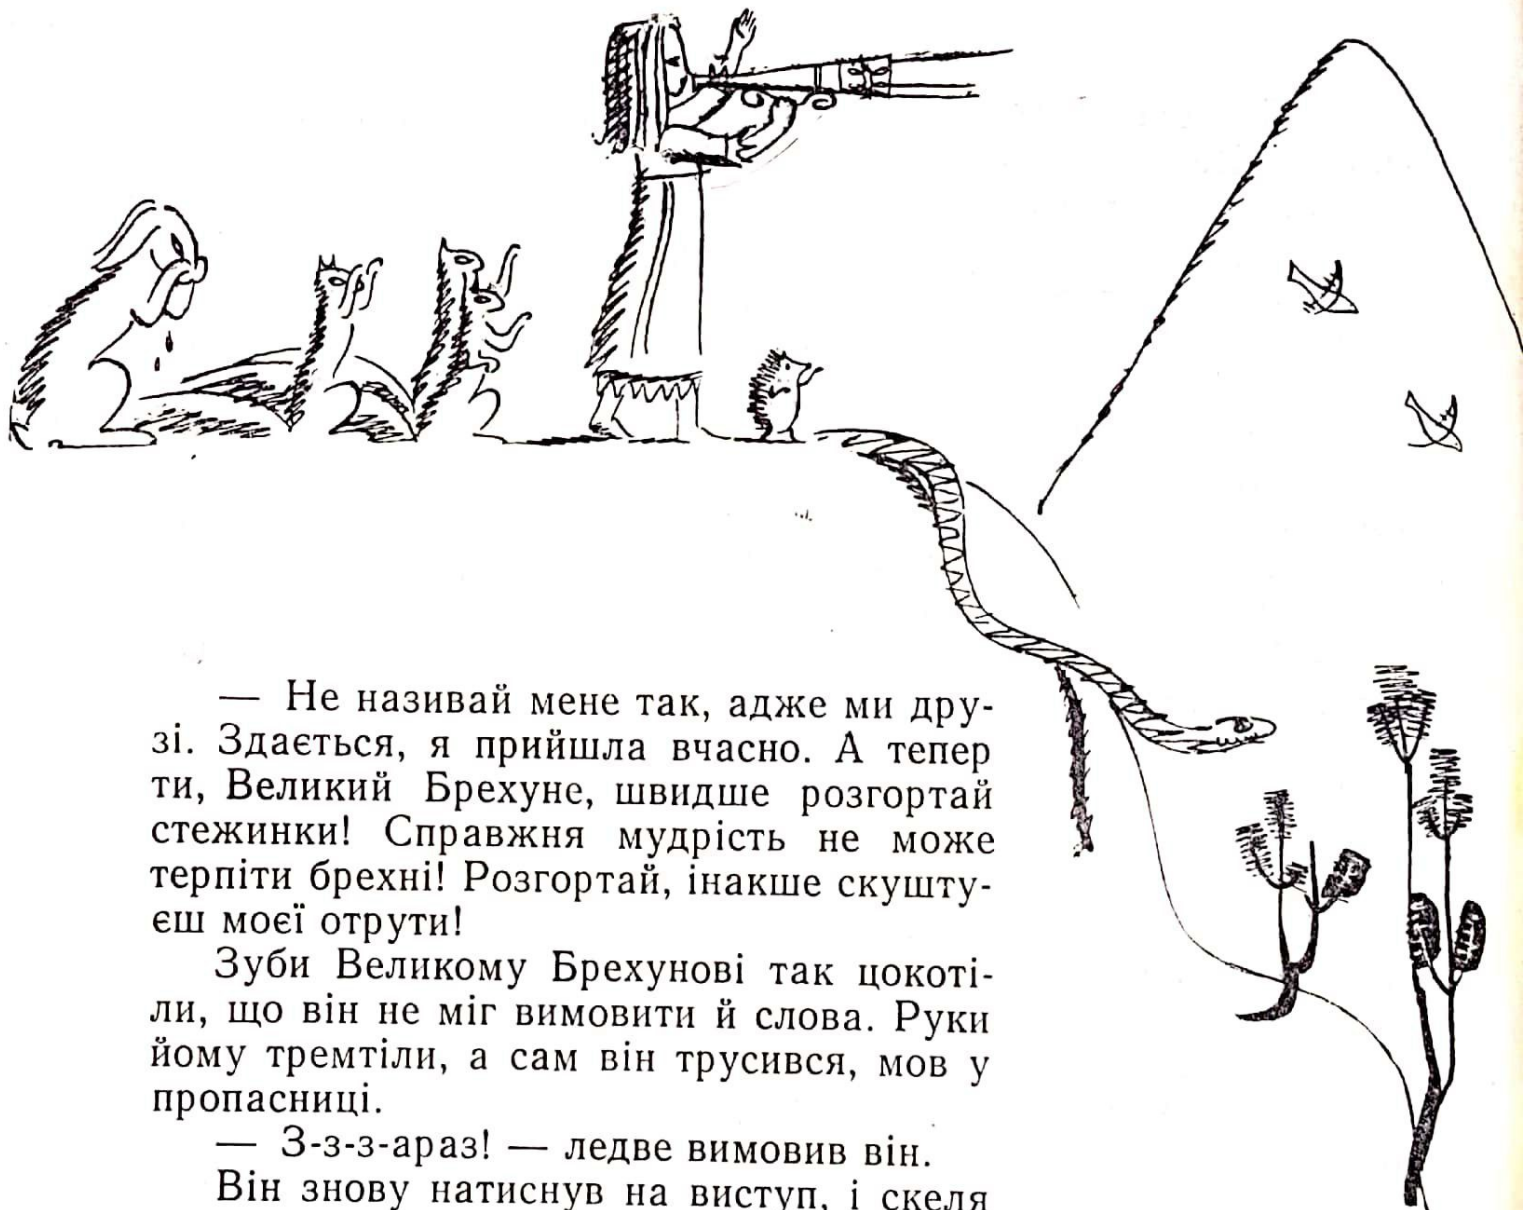 — Не називай мене так, адже ми дру-
зі. Здається, я прийшла вчасно. А тепер
ти, Великий Брехуне, швидше розгортай
стежинки! Справжня мудрість не може
терпіти брехні! Розгортай, інакше скушту-
єш моєї отрути!
Зуби Великому Брехунові так цокоті-
ли, що він не міг вимовити й слова. Руки
йому тремтіли, а сам він трусився, мов у
пропасниці.
— З-з-з-араз! — ледве вимовив він.
Він знову натиснув на виступ, і скеля